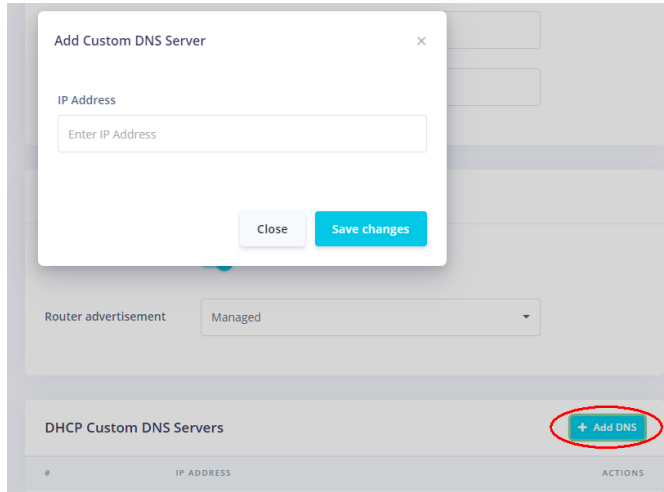 Add Custom DNS Server ×
IP Address
Enter IP Address
Close Save changes
Router advertisement Managed
DHCP Custom DNS Servers + Add DNS
# IP ADDRESS ACTIONS